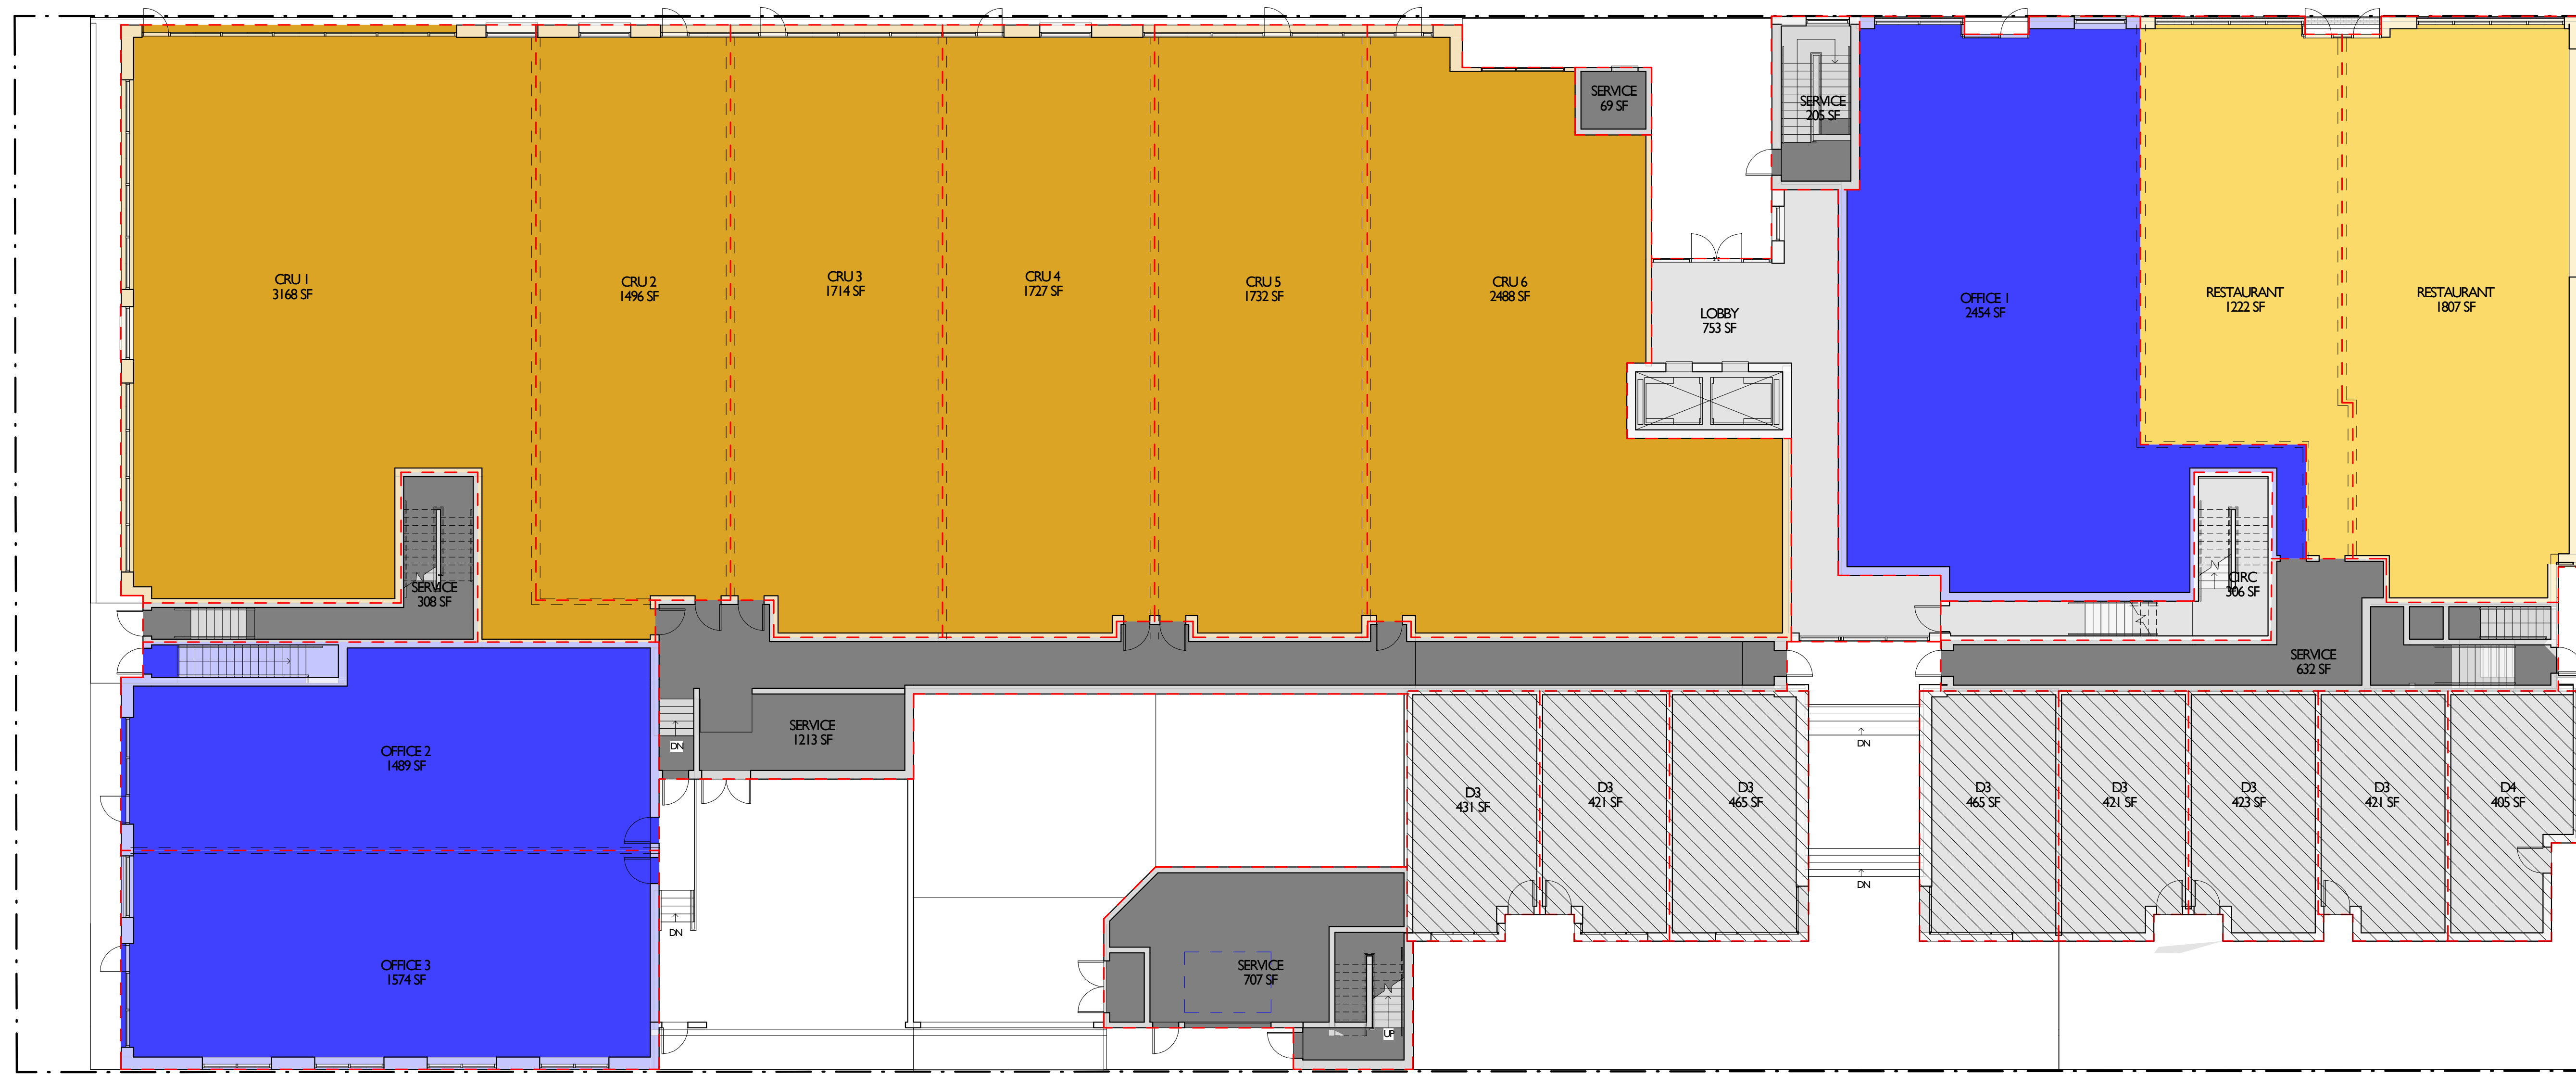 SERVICE
69 SF
SERVICE
205 SF
CRU 1
3168 SF
CRU 2
1496 SF
CRU 3
1714 SF
CRU 4
1727 SF
CRU 5
1732 SF
CRU 6
2488 SF
LOBBY
753 SF
OFFICE 1
2454 SF
RESTAURANT
1222 SF
RESTAURANT
1807 SF
SERVICE
308 SF
CIRC
306 SF
SERVICE
632 SF
OFFICE 2
1489 SF
SERVICE
1213 SF
DN
DN
D3
431 SF
D3
421 SF
D3
465 SF
D3
465 SF
D3
421 SF
D3
423 SF
D3
421 SF
D4
405 SF
DN
DN
OFFICE 3
1574 SF
SERVICE
707 SF
UP